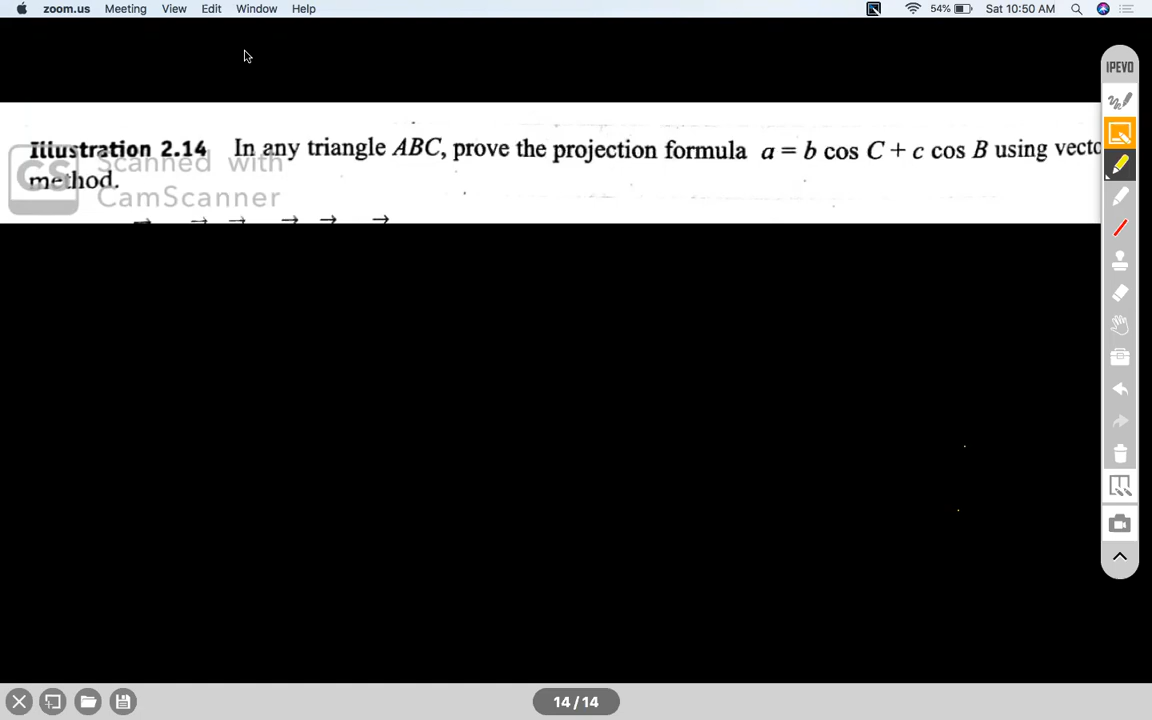 zoom.us Meeting View Edit Window Help 54% Sat 10:50 AM
IPEVO
Illustration 2.14 In any triangle ABC, prove the projection formula a = b cos C + c cos B using vecto
method.
CS Scanned with
CamScanner
14 / 14